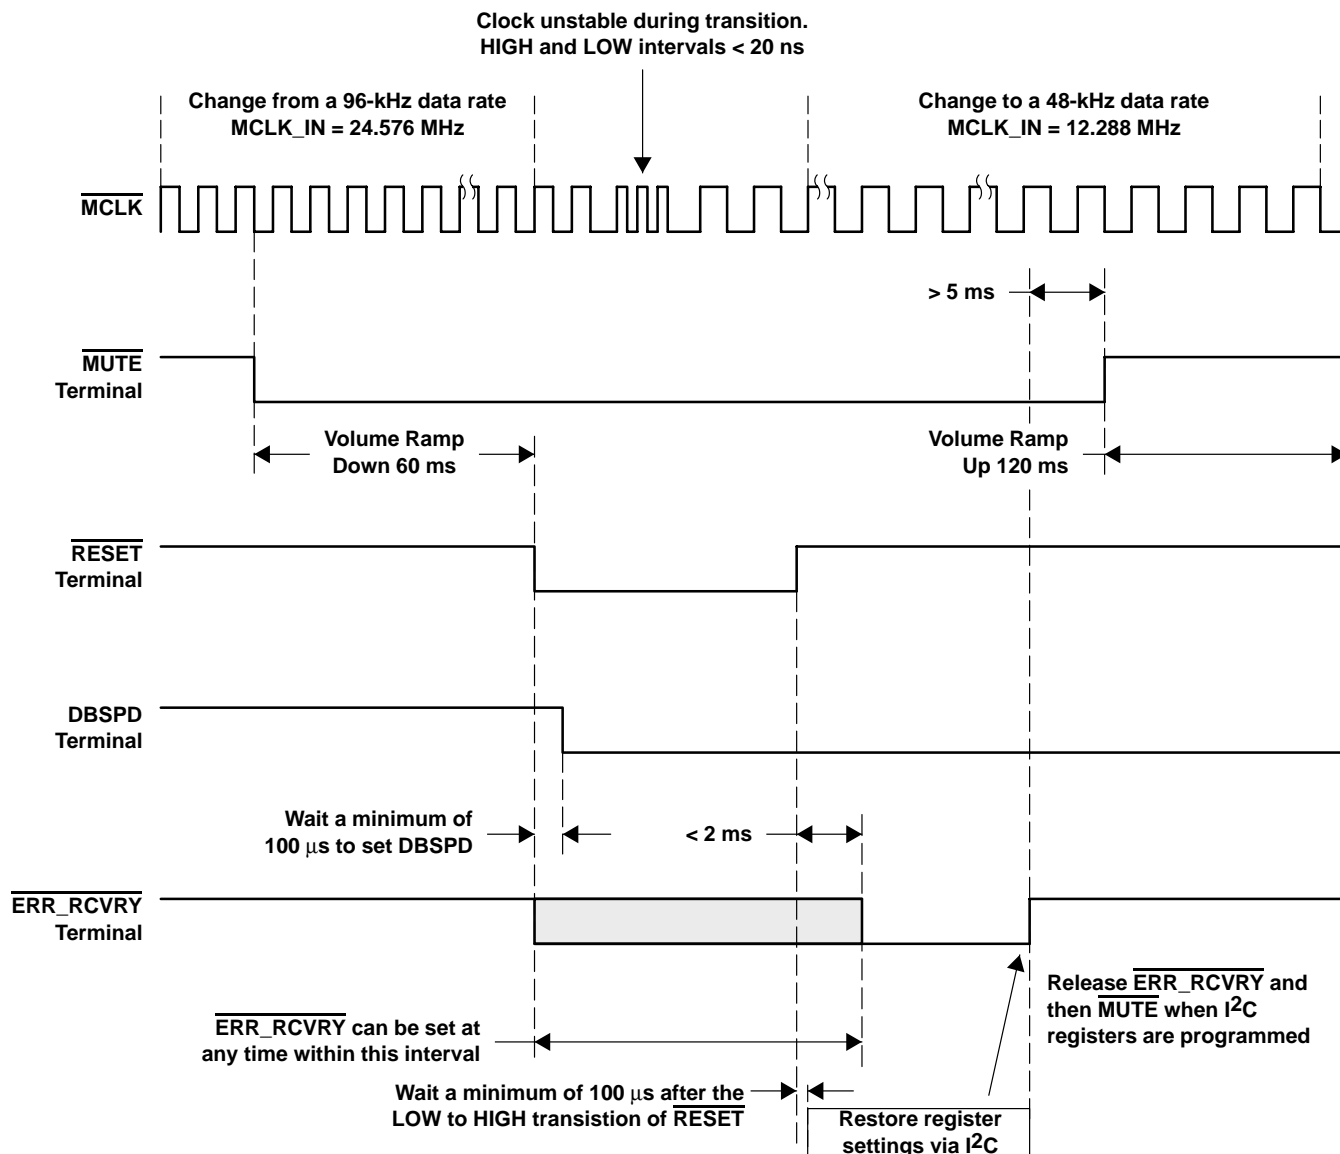 Clock unstable during transition.
HIGH and LOW intervals < 20 ns
Change from a 96-kHz data rate
MCLK_IN = 24.576 MHz
Change to a 48-kHz data rate
MCLK_IN = 12.288 MHz
MCLK
> 5 ms
MUTE
Terminal
Volume Ramp
Down 60 ms
Volume Ramp
Up 120 ms
RESET
Terminal
DBSPD
Terminal
Wait a minimum of
100 μs to set DBSPD
< 2 ms
ERR_RCVRY
Terminal
ERR_RCVRY can be set at
any time within this interval
Release ERR_RCVRY and
then MUTE when I2C
registers are programmed
Wait a minimum of 100 μs after the
LOW to HIGH transistion of RESET
Restore register
settings via I2C